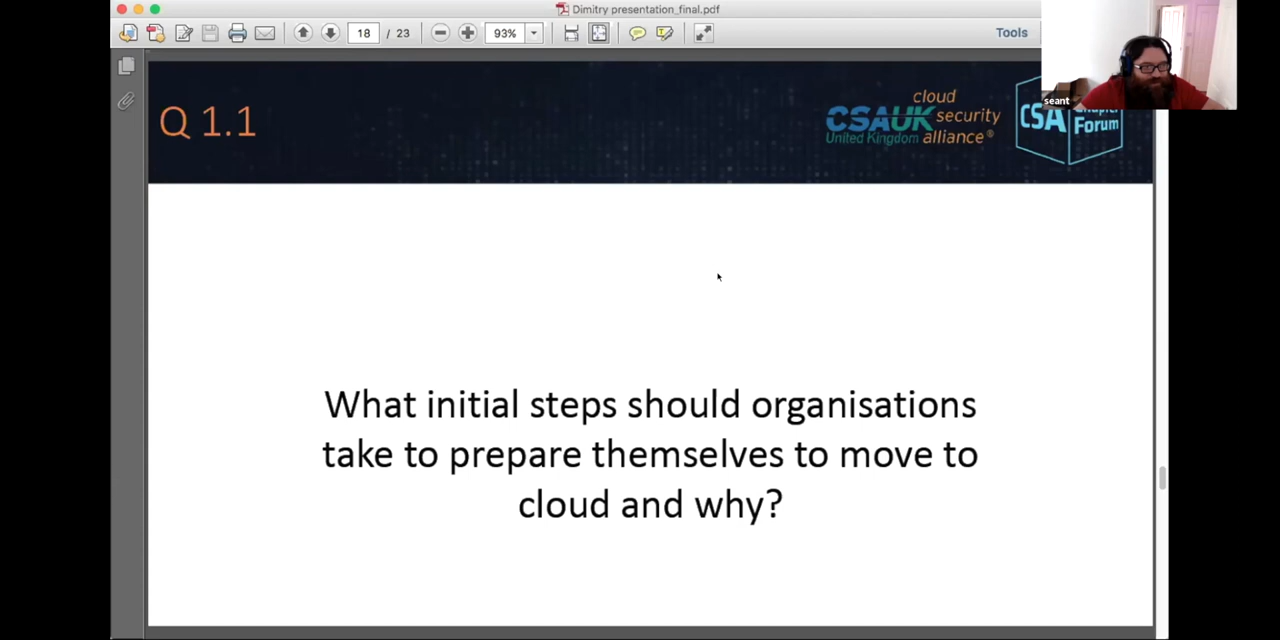 Dimitry presentation_final.pdf
18 / 23
93%
Tools
seant
Q 1.1
CSAUK cloud security alliance®
United Kingdom
CSA Chapter Forum
What initial steps should organisations
take to prepare themselves to move to
cloud and why?